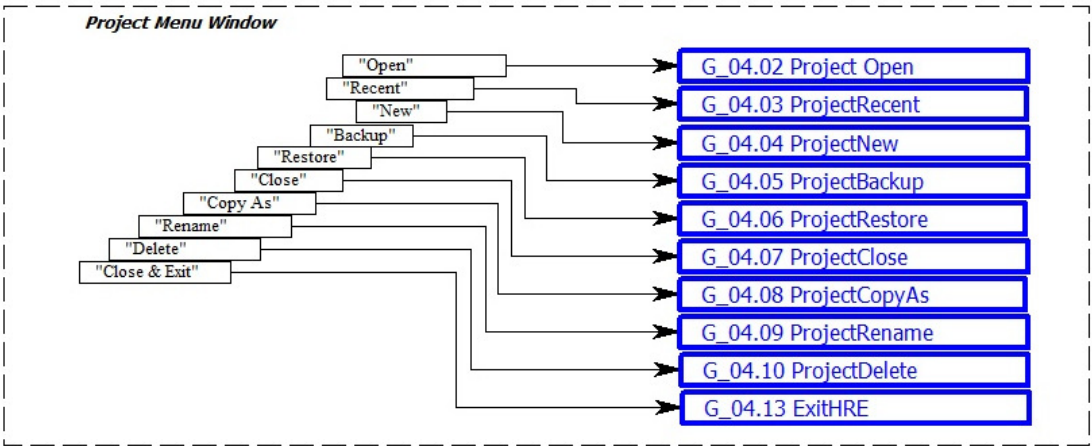 Project Menu Window
"Open"
G_04.02 Project Open
"Recent"
G_04.03 ProjectRecent
"New"
G_04.04 ProjectNew
"Backup"
G_04.05 ProjectBackup
"Restore"
G_04.06 ProjectRestore
"Close"
G_04.07 ProjectClose
"Copy As"
G_04.08 ProjectCopyAs
"Rename"
G_04.09 ProjectRename
"Delete"
G_04.10 ProjectDelete
"Close & Exit"
G_04.13 ExitHRE